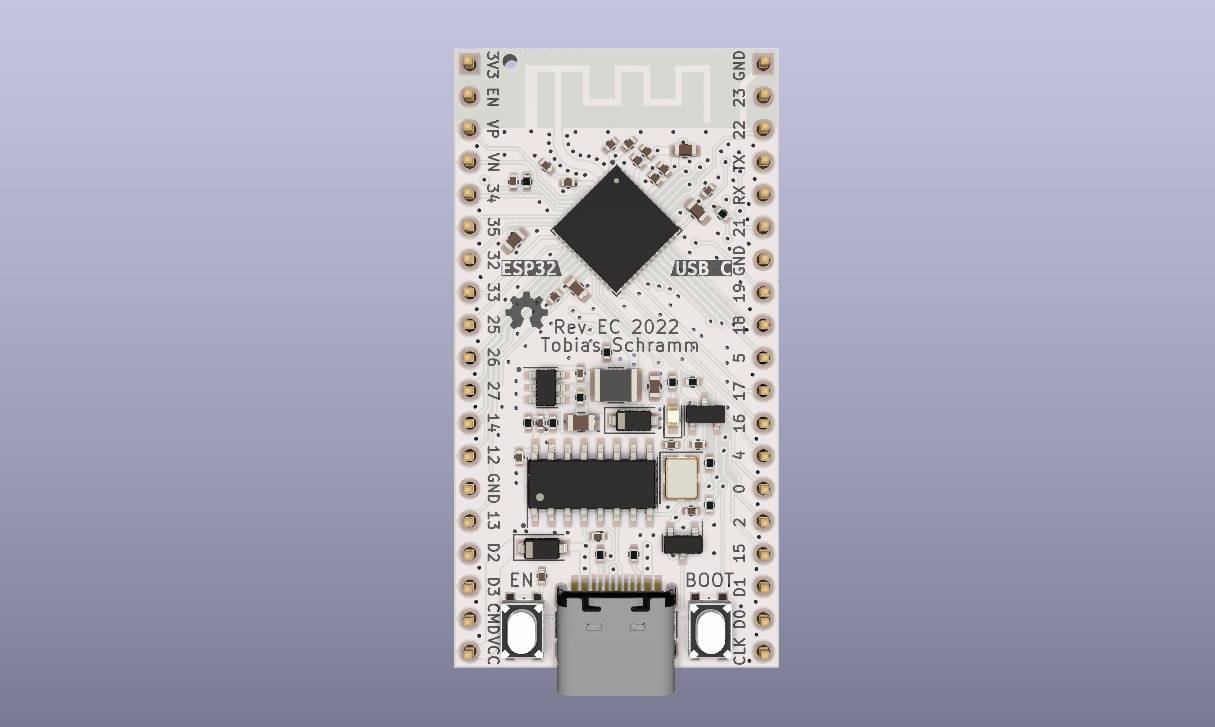 3V3
EN
VP
VN
34
35
32
33
25
26
27
14
12
GND
13
D2
D3
CMD
VCC
ESP32
USB C
Rev. EC 2022
Tobias Schramm
EN
BOOT
GND
23
22
TX
RX
21
GND
19
18
5
17
16
4
0
2
15
D1
D0
CLK